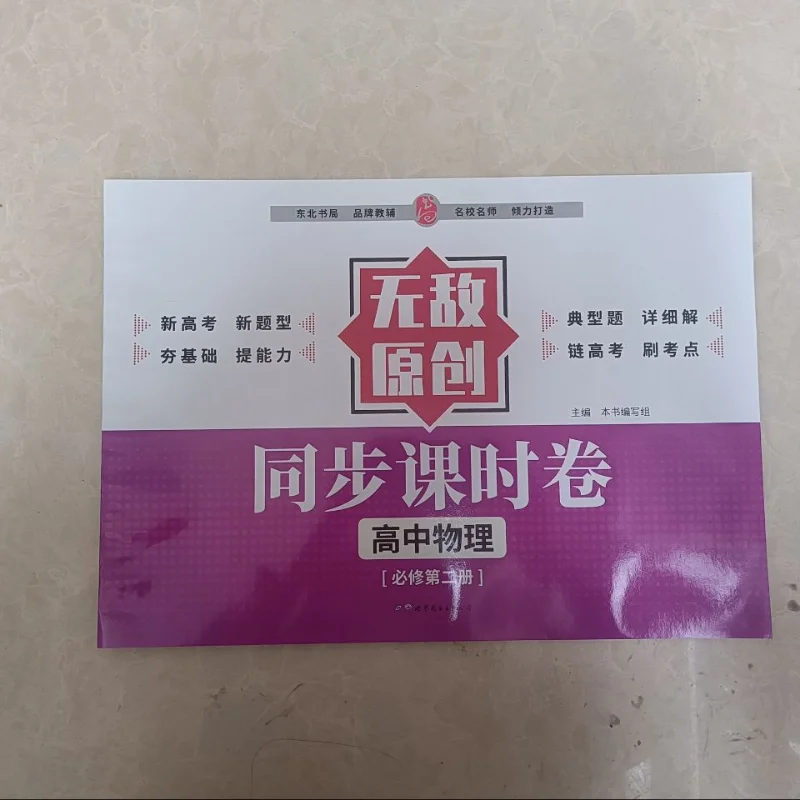 东北书局 品牌教辅 名校名师 倾力打造
无敌
原创
新高考 新题型
夯基础 提能力
典型题 详细解
链高考 刷考点
主编 本书编写组
同步课时卷
高中物理
[必修第二册]